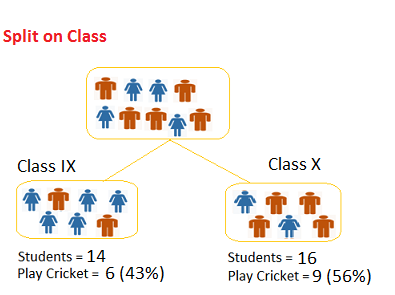 Split on Class
Class IX
Class X
Students = 14
Play Cricket = 6 (43%)
Students = 16
Play Cricket = 9 (56%)